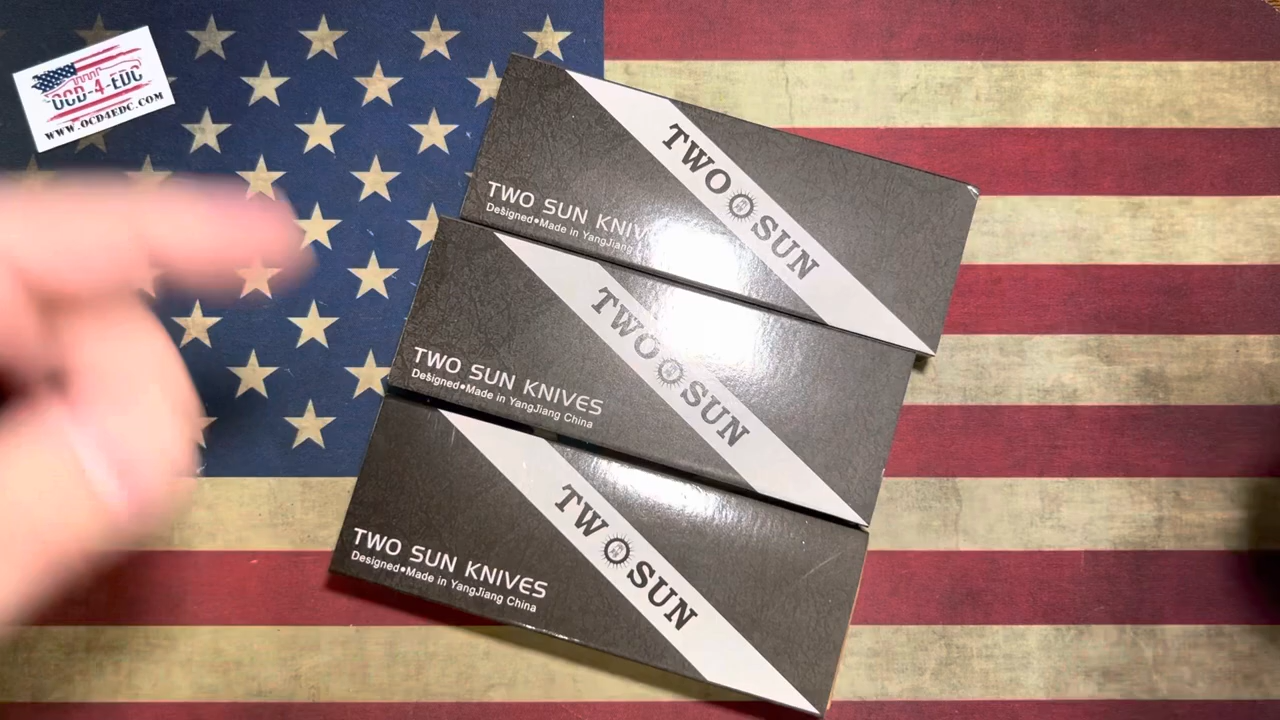 OCD-4-EDC
WWW.OCD4EDC.COM
TWO SUN
TWO SUN KNIV
Designed•Made in YangJiang
TWO SUN
TWO SUN KNIVES
Designed•Made in YangJiang China
TWO SUN
TWO SUN KNIVES
Designed•Made in YangJiang China